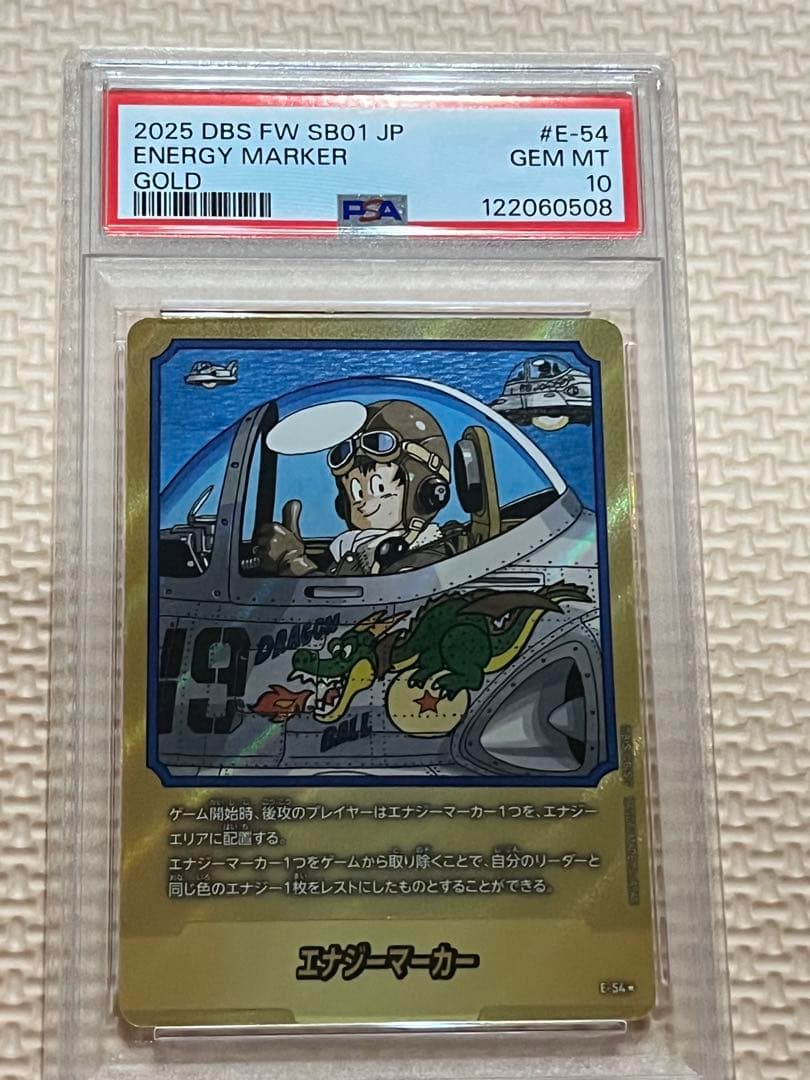 2025 DBS FW SB01 JP #E-54
ENERGY MARKER GEM MT
GOLD 10
PSA 122060508
19
DRAGON
BALL
ゲーム開始時、後攻のプレイヤーはエナジーマーカー1つを、エナジー
エリアに配置する。
エナジーマーカー1つをゲームから取り除くことで、自分のリーダーと
同じ色のエナジー1枚をレストにしたものとすることができる。
エナジーマーカー
E-54★